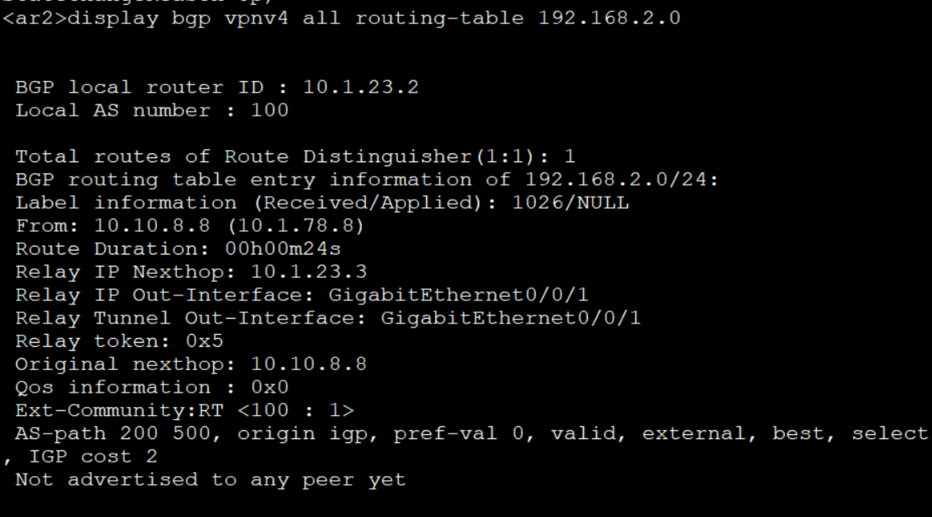 <ar2>display bgp vpnv4 all routing-table 192.168.2.0
BGP local router ID : 10.1.23.2
Local AS number : 100
Total routes of Route Distinguisher(1:1): 1
BGP routing table entry information of 192.168.2.0/24:
Label information (Received/Applied): 1026/NULL
From: 10.10.8.8 (10.1.78.8)
Route Duration: 00h00m24s
Relay IP Nexthop: 10.1.23.3
Relay IP Out-Interface: GigabitEthernet0/0/1
Relay Tunnel Out-Interface: GigabitEthernet0/0/1
Relay token: 0x5
Original nexthop: 10.10.8.8
Qos information : 0x0
Ext-Community:RT <100 : 1>
AS-path 200 500, origin igp, pref-val 0, valid, external, best, select
, IGP cost 2
Not advertised to any peer yet